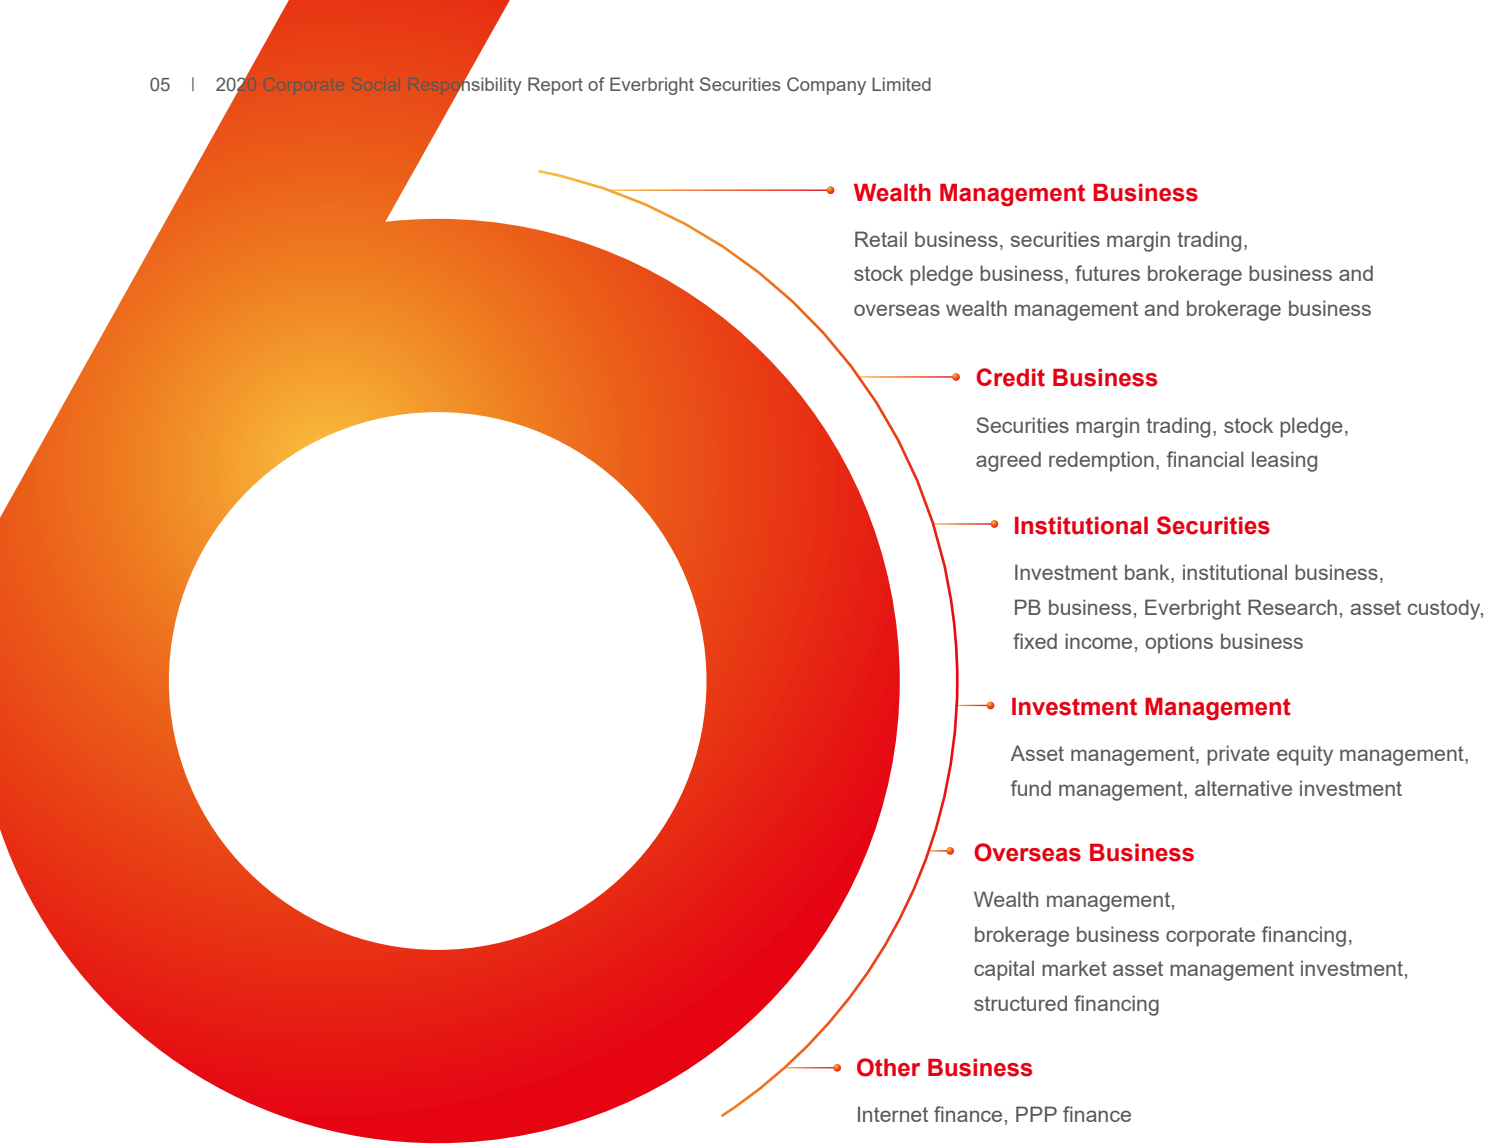 05 | 2020 Corporate Social Responsibility Report of Everbright Securities Company Limited
Wealth Management Business
Retail business, securities margin trading,
stock pledge business, futures brokerage business and
overseas wealth management and brokerage business
Credit Business
Securities margin trading, stock pledge,
agreed redemption, financial leasing
Institutional Securities
Investment bank, institutional business,
PB business, Everbright Research, asset custody,
fixed income, options business
Investment Management
Asset management, private equity management,
fund management, alternative investment
Overseas Business
Wealth management,
brokerage business corporate financing,
capital market asset management investment,
structured financing
Other Business
Internet finance, PPP finance
6